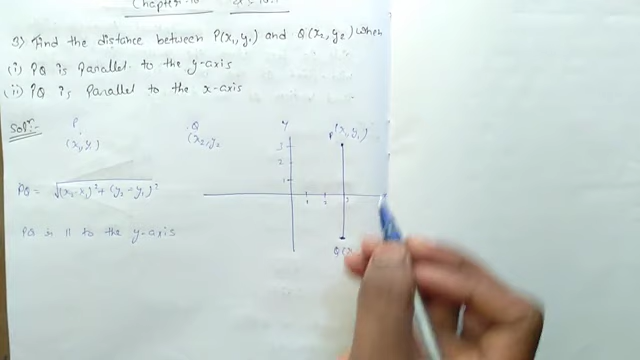 3) Find the distance between P(x₁,y₁) and Q(x₂,y₂) when
(i) PQ is Parallel to the y-axis
(ii) PQ is Parallel to the x-axis
Solⁿ:-
P
Q
(x₁,y₁)
(x₂,y₂
PQ = √(x₂-x₁)²+(y₂-y₁)²
PQ is || to the y-axis
y
3
2
1
1 2 3
P(x₁,y₁)
Q(x